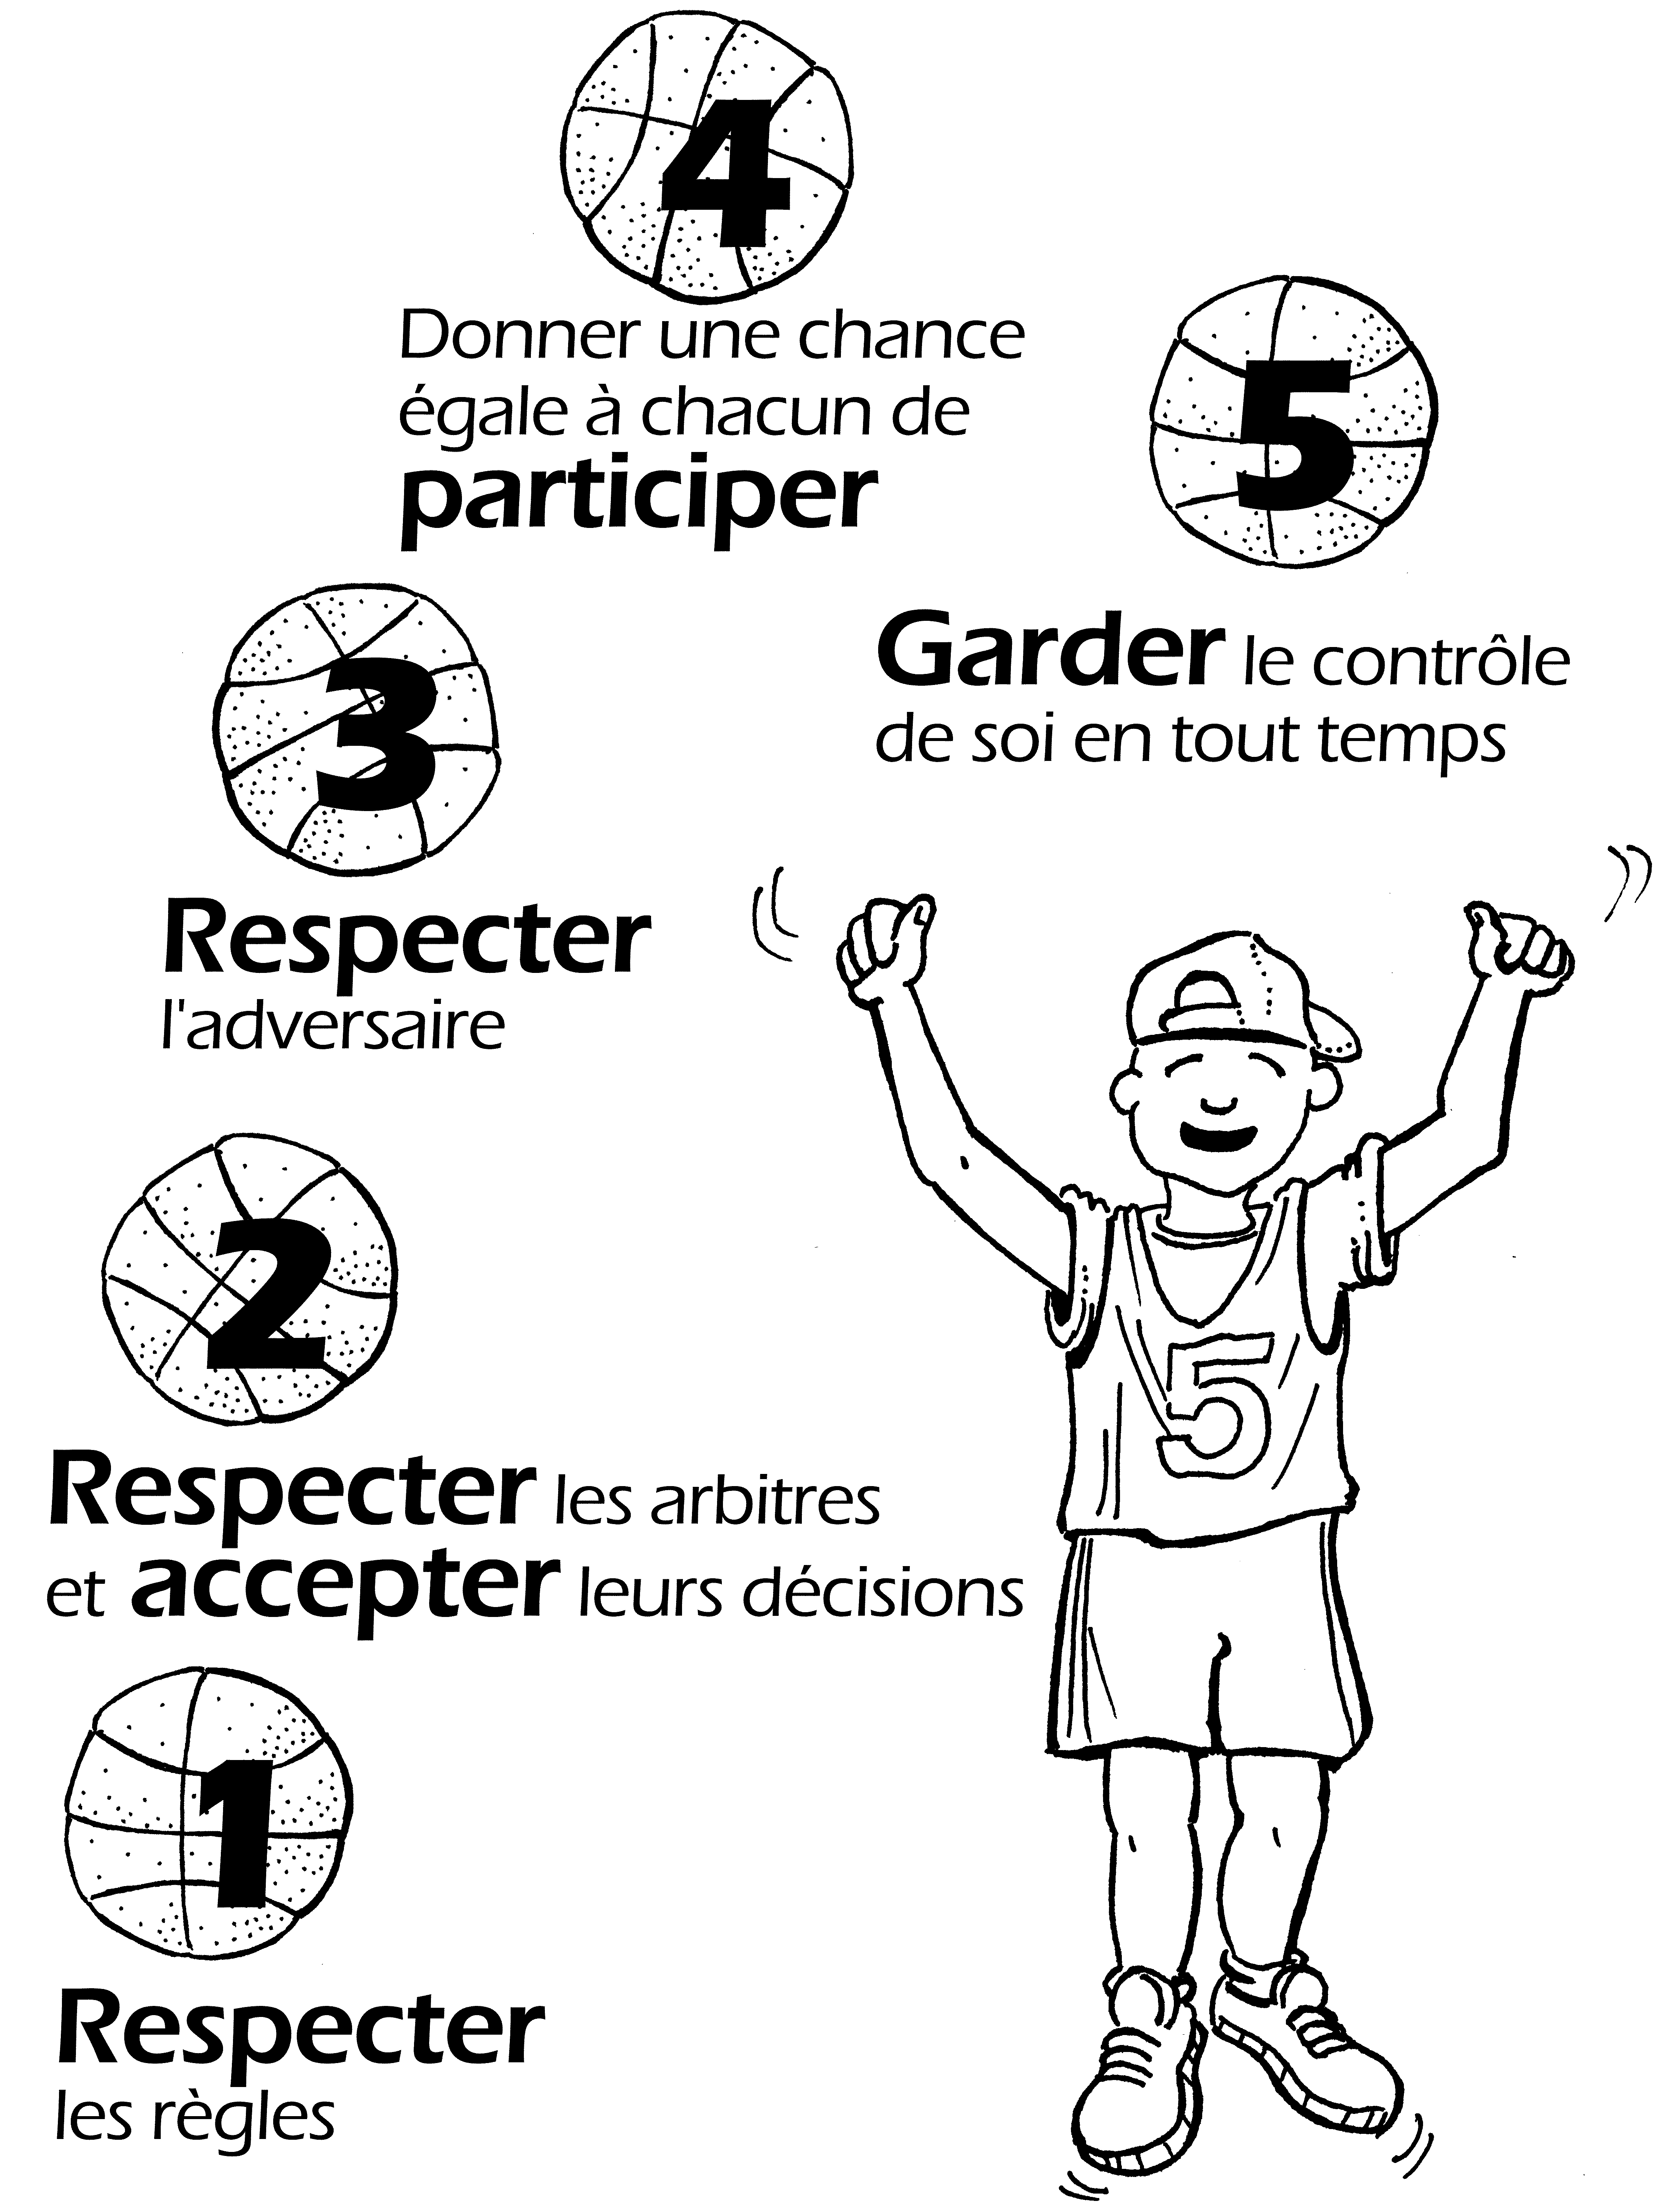 4
Donner une chance
égale à chacun de
participer
5
Garder le contrôle
de soi en tout temps
3
Respecter
l'adversaire
2
Respecter les arbitres
et accepter leurs décisions
5
1
Respecter
les règles